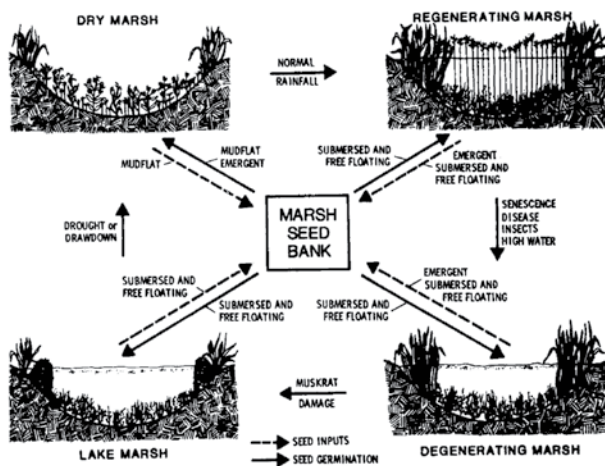 DRY MARSH
REGENERATING MARSH
NORMAL
RAINFALL
MUDFLAT
EMERGENT
MUDFLAT
SUBMERSED AND
FREE FLOATING
EMERGENT
SUBMERSED AND
FREE FLOATING
MARSH
SEED
BANK
DROUGHT or
DRAWDOWN
SENESCENCE
DISEASE
INSECTS
HIGH WATER
SUBMERSED AND
FREE FLOATING
SUBMERSED AND
FREE FLOATING
EMERGENT
SUBMERSED AND
FREE FLOATING
SUBMERSED AND
FREE FLOATING
MUSKRAT
DAMAGE
LAKE MARSH
SEED INPUTS
SEED GERMINATION
DEGENERATING MARSH